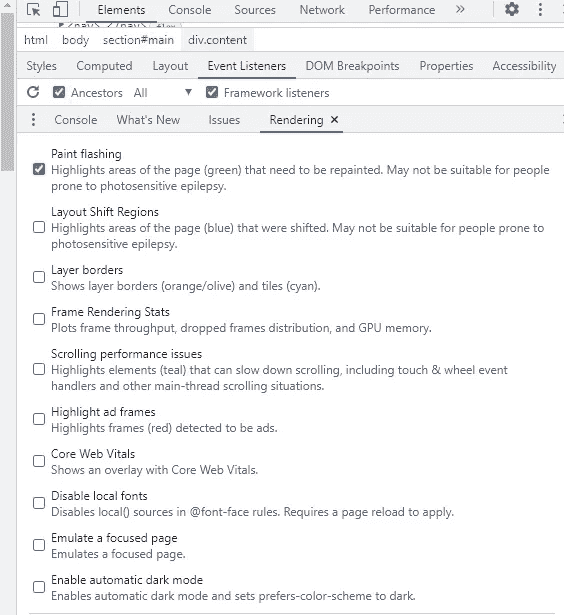 Elements Console Sources Network Performance »
html body section#main div.content
Styles Computed Layout Event Listeners DOM Breakpoints Properties Accessibility
Ancestors All ▼ Framework listeners
Console What's New Issues Rendering ×
Paint flashing
Highlights areas of the page (green) that need to be repainted. May not be suitable for people
prone to photosensitive epilepsy.
Layout Shift Regions
Highlights areas of the page (blue) that were shifted. May not be suitable for people prone to
photosensitive epilepsy.
Layer borders
Shows layer borders (orange/olive) and tiles (cyan).
Frame Rendering Stats
Plots frame throughput, dropped frames distribution, and GPU memory.
Scrolling performance issues
Highlights elements (teal) that can slow down scrolling, including touch & wheel event
handlers and other main-thread scrolling situations.
Highlight ad frames
Highlights frames (red) detected to be ads.
Core Web Vitals
Shows an overlay with Core Web Vitals.
Disable local fonts
Disables local() sources in @font-face rules. Requires a page reload to apply.
Emulate a focused page
Emulates a focused page.
Enable automatic dark mode
Enables automatic dark mode and sets prefers-color-scheme to dark.